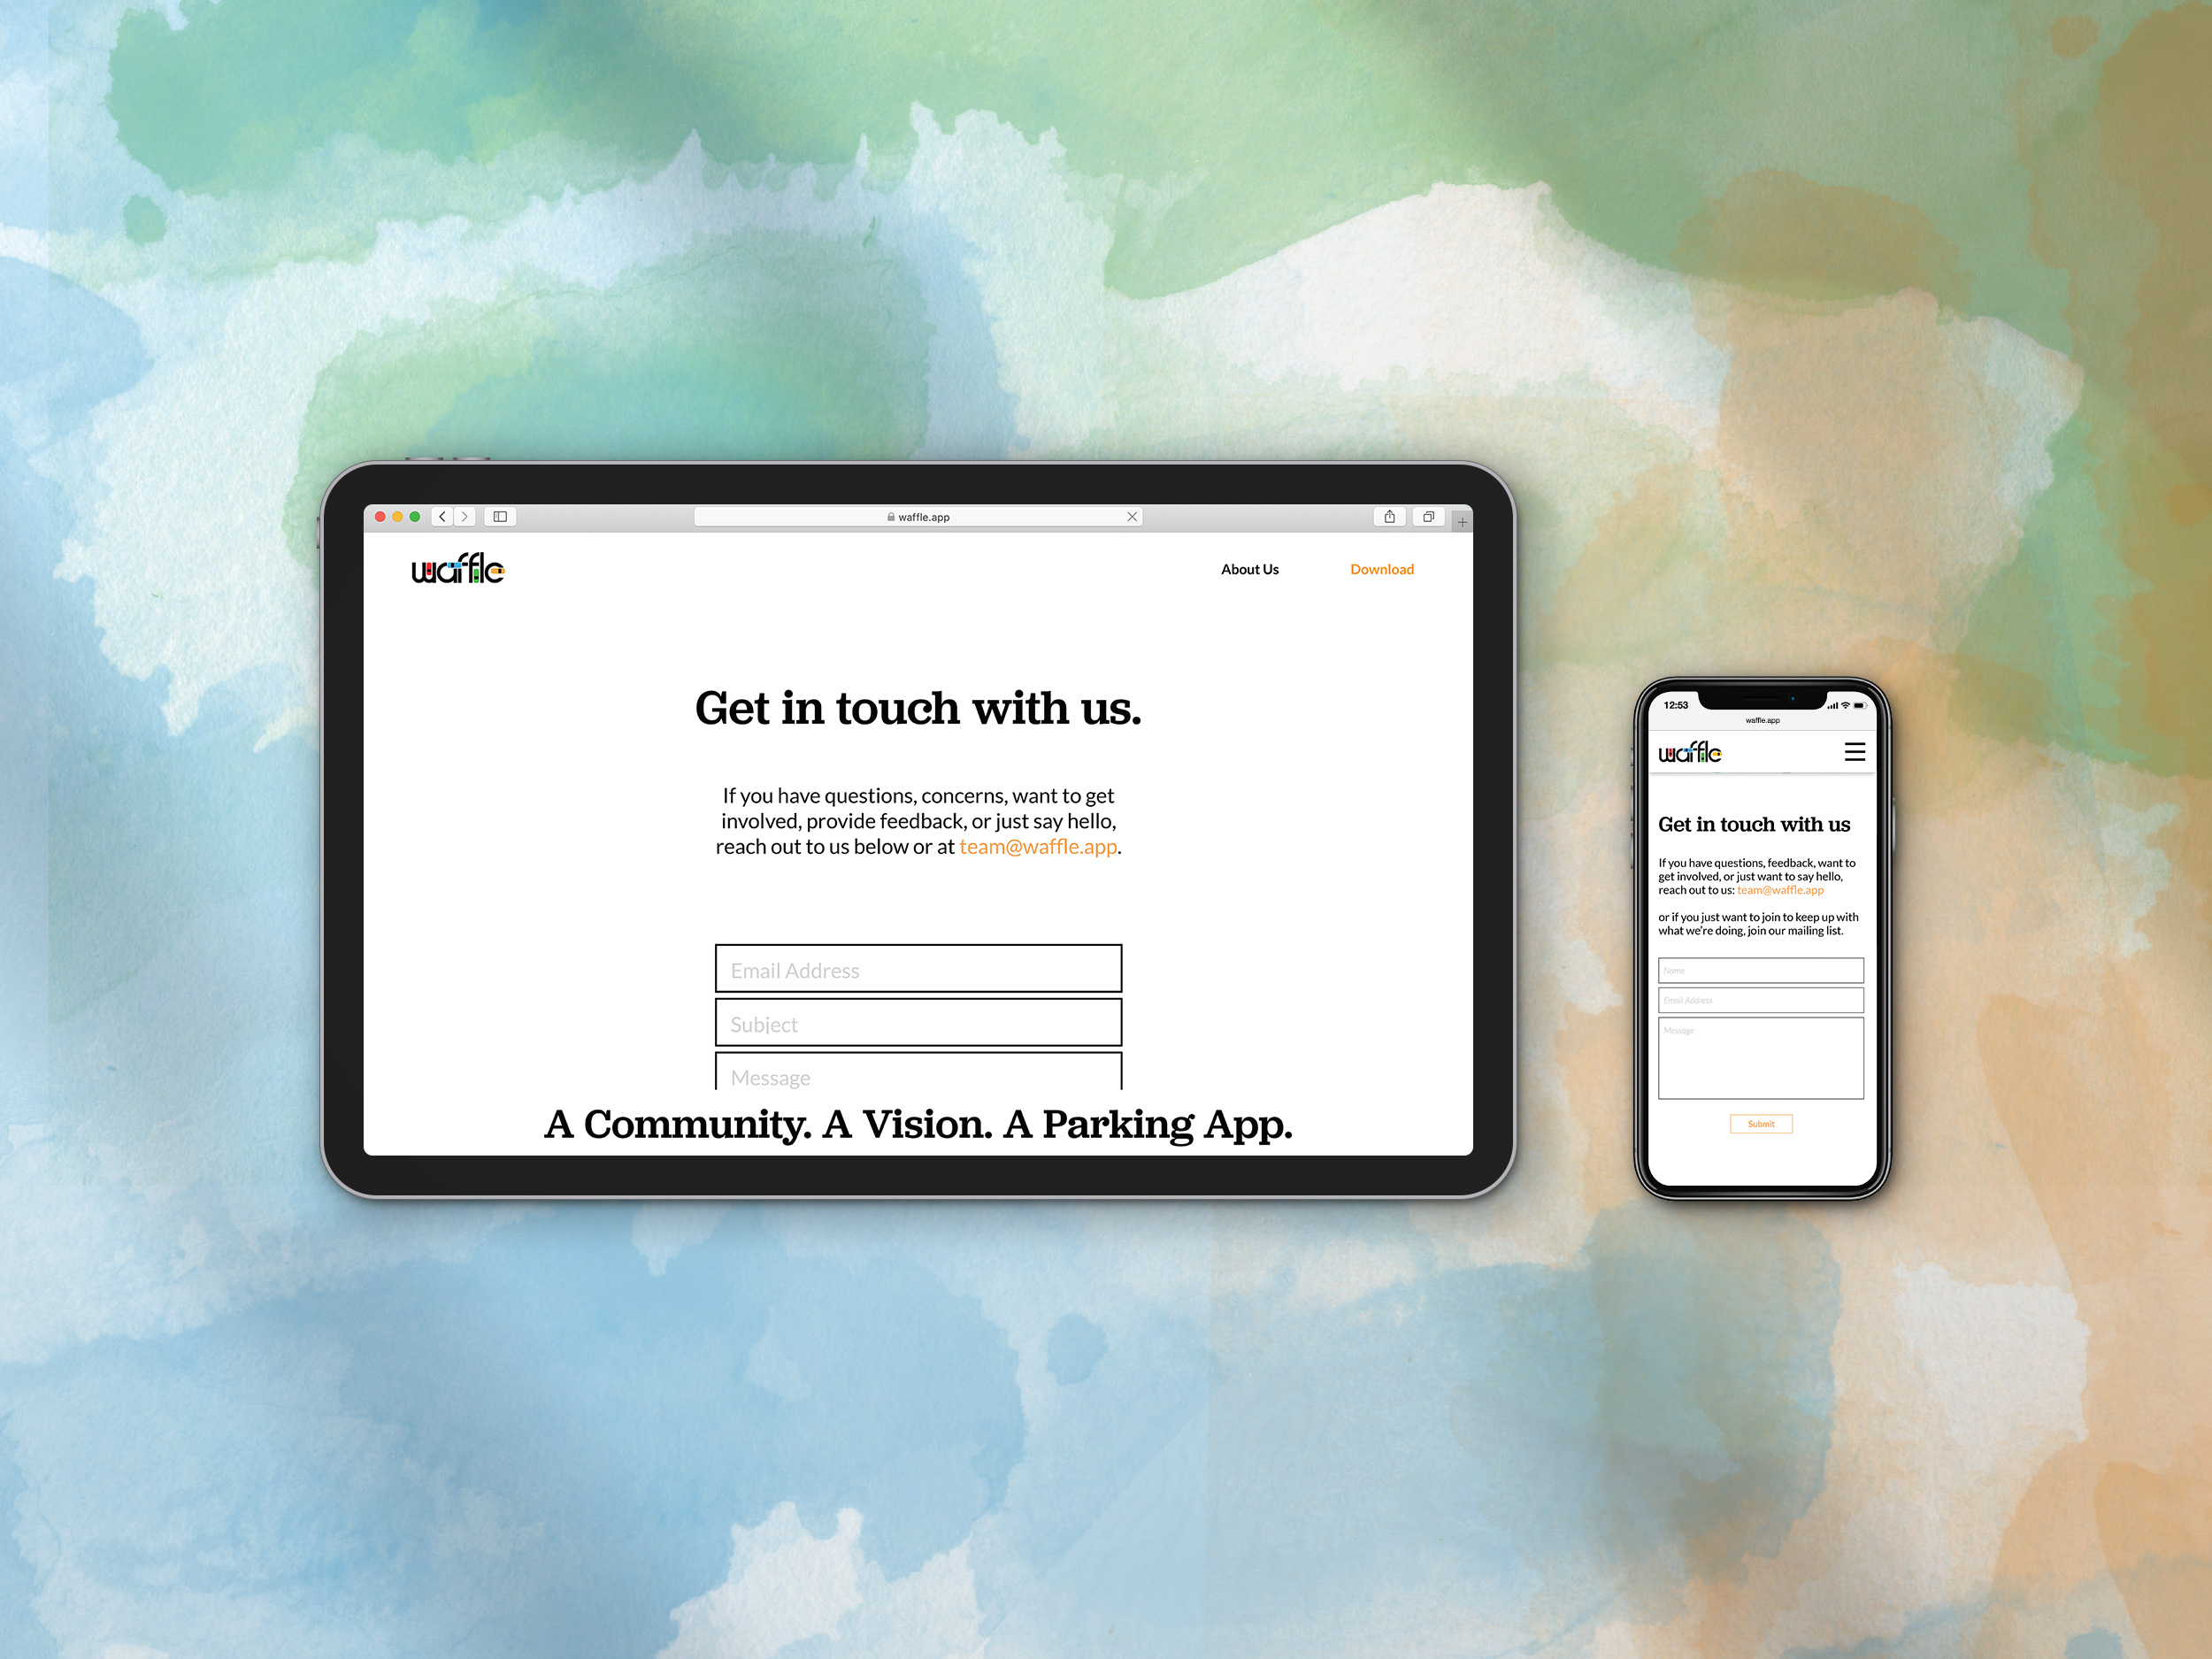 waffle.app
waffle
About Us
Download
Get in touch with us.
If you have questions, concerns, want to get
involved, provide feedback, or just say hello,
reach out to us below or at team@waffle.app.
Email Address
Subject
Message
A Community. A Vision. A Parking App.
12:53
waffle.app
waffle
Get in touch with us
If you have questions, feedback, want to
get involved, or just want to say hello,
reach out to us: team@waffle.app
or if you just want to join to keep up with
what we're doing, join our mailing list.
Name
Email Address
Message
Submit